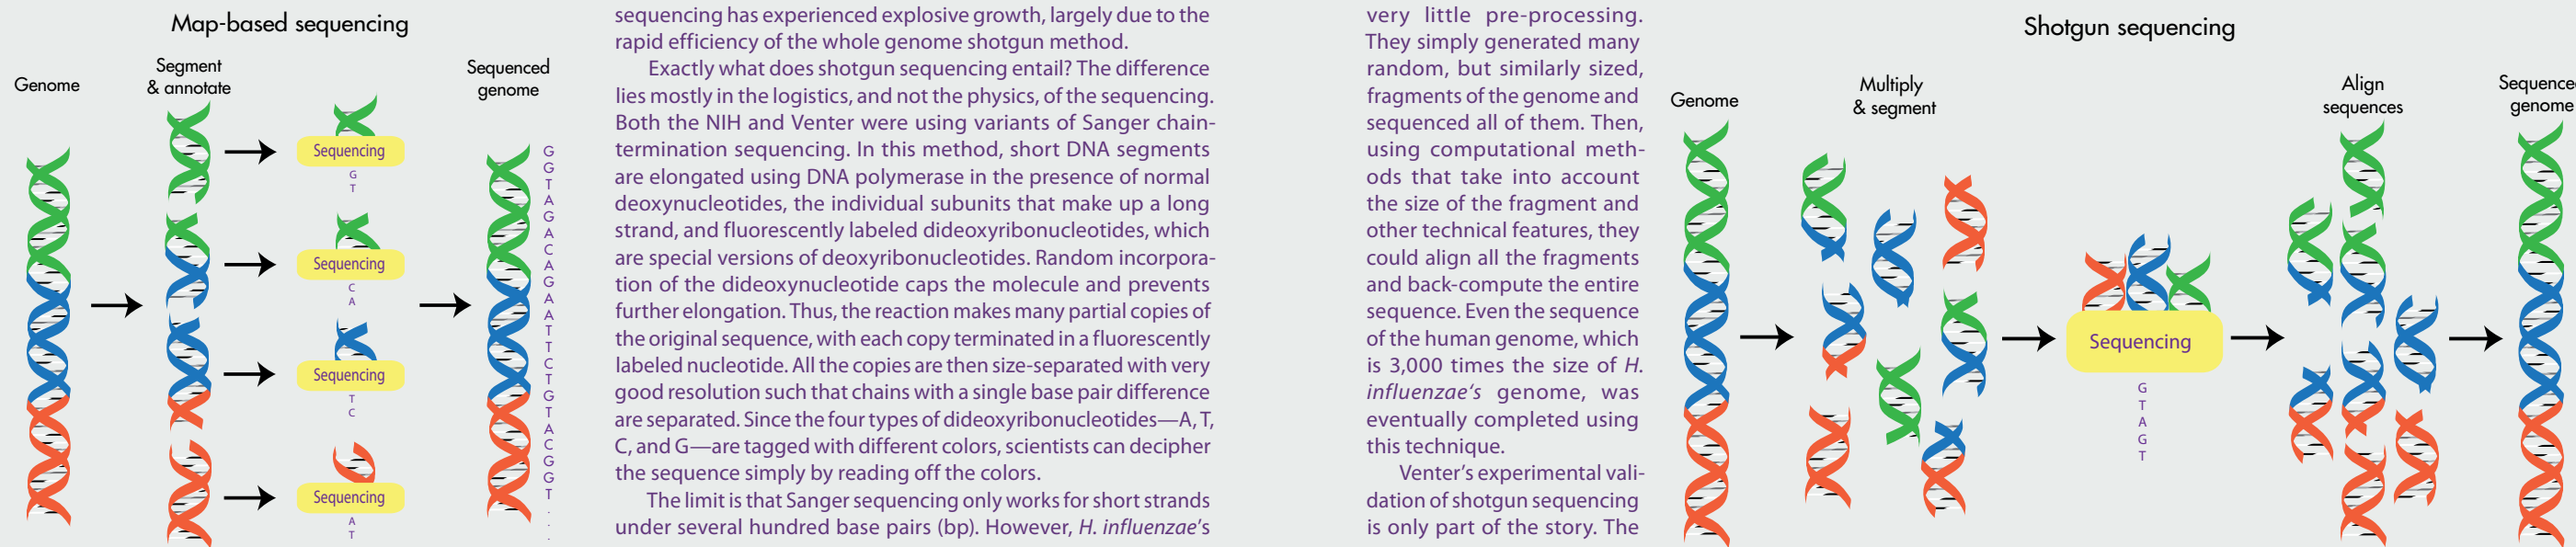 Map-based sequencing
Genome
Segment
& annotate
Sequenced
genome
Sequencing
G
T
Sequencing
C
A
Sequencing
T
C
Sequencing
A
T
G
G
T
A
G
A
C
A
G
A
A
T
T
C
T
G
T
A
C
G
G
T
.
.
.
sequencing has experienced explosive growth, largely due to the
rapid efficiency of the whole genome shotgun method.
Exactly what does shotgun sequencing entail? The difference
lies mostly in the logistics, and not the physics, of the sequencing.
Both the NIH and Venter were using variants of Sanger chain-
termination sequencing. In this method, short DNA segments
are elongated using DNA polymerase in the presence of normal
deoxynucleotides, the individual subunits that make up a long
strand, and fluorescently labeled dideoxyribonucleotides, which
are special versions of deoxyribonucleotides. Random incorpora-
tion of the dideoxynucleotide caps the molecule and prevents
further elongation. Thus, the reaction makes many partial copies of
the original sequence, with each copy terminated in a fluorescently
labeled nucleotide. All the copies are then size-separated with very
good resolution such that chains with a single base pair difference
are separated. Since the four types of dideoxyribonucleotides—A, T,
C, and G—are tagged with different colors, scientists can decipher
the sequence simply by reading off the colors.
The limit is that Sanger sequencing only works for short strands
under several hundred base pairs (bp). However, H. influenzae's
very little pre-processing.
They simply generated many
random, but similarly sized,
fragments of the genome and
sequenced all of them. Then,
using computational meth-
ods that take into account
the size of the fragment and
other technical features, they
could align all the fragments
and back-compute the entire
sequence. Even the sequence
of the human genome, which
is 3,000 times the size of H.
influenzae‘s genome, was
eventually completed using
this technique.
Venter’s experimental vali-
dation of shotgun sequencing
is only part of the story. The
Shotgun sequencing
Genome
Multiply
& segment
Sequencing
G
T
A
G
T
Align
sequences
Sequenced
genome